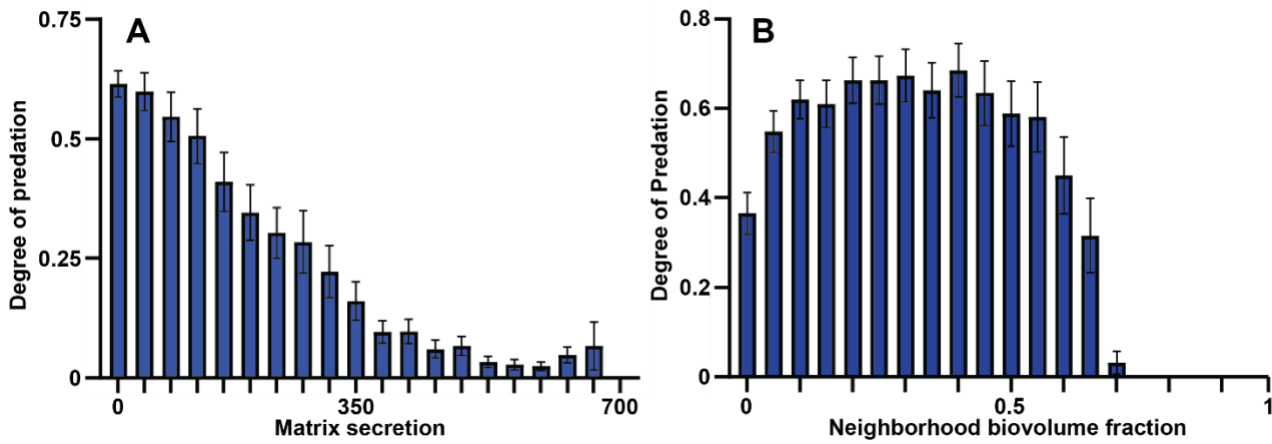 A
Degree of predation
0.75
0.5
0.25
0
0
350
700
Matrix secretion
B
Degree of Predation
0.8
0.6
0.4
0.2
0
0
0.5
1
Neighborhood biovolume fraction